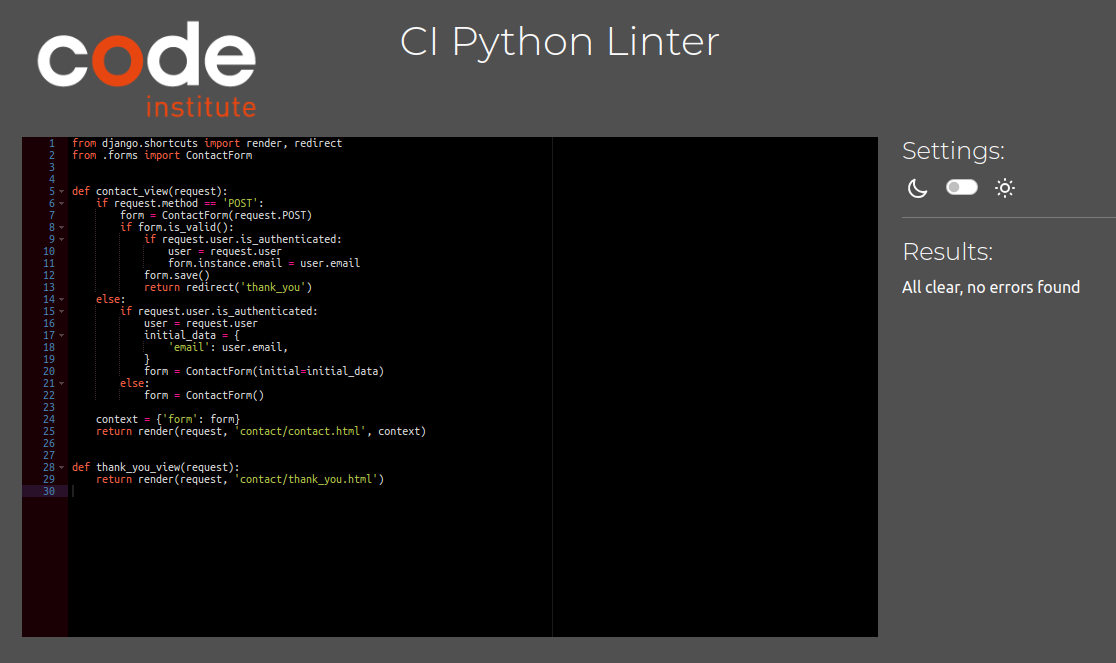 code
institute
CI Python Linter
1 from django.shortcuts import render, redirect
2 from .forms import ContactForm
3
4
5 def contact_view(request):
6     if request.method == 'POST':
7         form = ContactForm(request.POST)
8         if form.is_valid():
9             if request.user.is_authenticated:
10                 user = request.user
11                 form.instance.email = user.email
12             form.save()
13             return redirect('thank_you')
14     else:
15         if request.user.is_authenticated:
16             user = request.user
17             initial_data = {
18                 'email': user.email,
19             }
20             form = ContactForm(initial=initial_data)
21         else:
22             form = ContactForm()
23
24     context = {'form': form}
25     return render(request, 'contact/contact.html', context)
26
27
28 def thank_you_view(request):
29     return render(request, 'contact/thank_you.html')
30
Settings:
Results:
All clear, no errors found